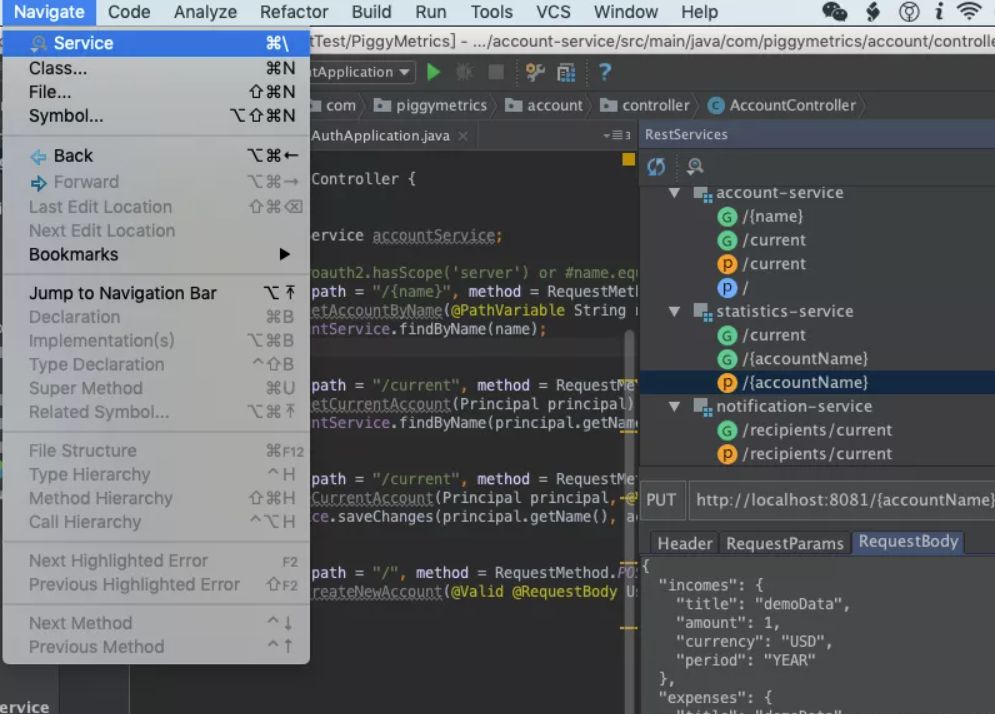 Navigate Code Analyze Refactor Build Run Tools VCS Window Help
Service ⌘\
tTest/PiggyMetrics] - .../account-service/src/main/java/com/piggymetrics/account/controlle
Class... ⌘N
File... ⇧⌘N
Symbol... ⌥⇧⌘N
Back ⌥⌘←
Forward ⌥⌘→
Last Edit Location ⇧⌘⌫
Next Edit Location
Bookmarks ▶
Jump to Navigation Bar ⌥⇱
Declaration ⌘B
Implementation(s) ⌥⌘B
Type Declaration ^⇧B
Super Method ⌘U
Related Symbol... ⌥⌘⇱
File Structure ⌘F12
Type Hierarchy ^H
Method Hierarchy ⇧⌘H
Call Hierarchy ^⌥H
Next Highlighted Error F2
Previous Highlighted Error ⇧F2
Next Method ^↓
Previous Method ^↑
ervice
ntApplication
com piggymetrics account controller C AccountController
AuthApplication.java × 3
Controller {
ervice accountService;
oauth2.hasScope('server') or #name.equ
path = "/{name}", method = RequestMet
etAccountByName(@PathVariable String n
ntService.findByName(name);
path = "/current", method = RequestMe
etCurrentAccount(Principal principal)
ntService.findByName(principal.getName
path = "/current", method = RequestMe
CurrentAccount(Principal principal, @
ce.saveChanges(principal.getName(), a
path = "/", method = RequestMethod.POS
reateNewAccount(@Valid @RequestBody U
RestServices
account-service
G /{name}
G /current
P /current
P /
statistics-service
G /current
G /{accountName}
P /{accountName}
notification-service
G /recipients/current
P /recipients/current
PUT http://localhost:8081/{accountName}
Header RequestParams RequestBody
{
"incomes": {
"title": "demoData",
"amount": 1,
"currency": "USD",
"period": "YEAR"
},
"expenses": {
"title": "demoData"